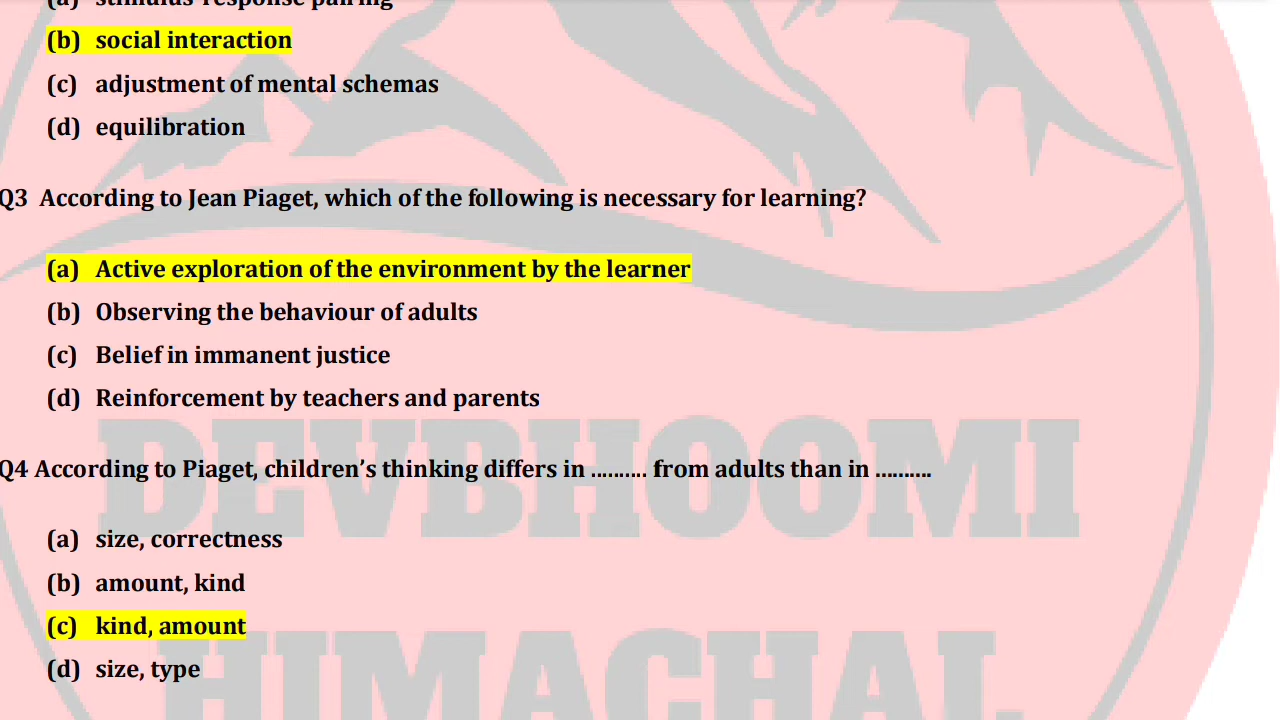 (a) stimulus-response pairing
(b) social interaction
(c) adjustment of mental schemas
(d) equilibration
Q3 According to Jean Piaget, which of the following is necessary for learning?
(a) Active exploration of the environment by the learner
(b) Observing the behaviour of adults
(c) Belief in immanent justice
(d) Reinforcement by teachers and parents
DEVBHOOMI
Q4 According to Piaget, children’s thinking differs in .......... from adults than in ..........
(a) size, correctness
(b) amount, kind
(c) kind, amount
HIMACHAL
(d) size, type